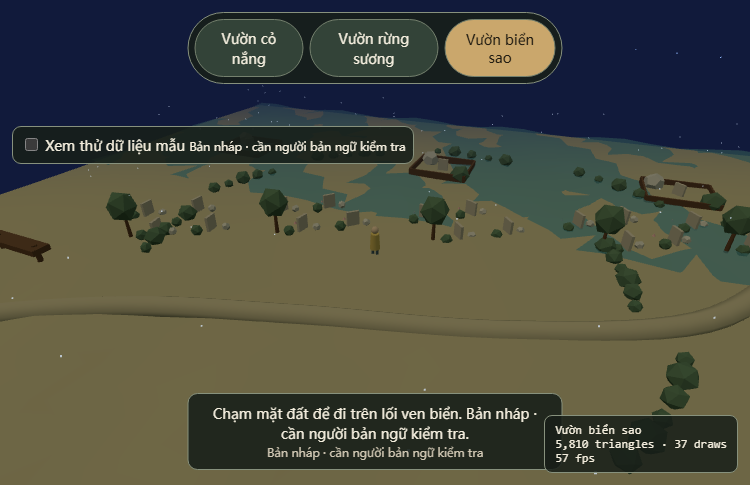 Vườn cỏ
nắng
Vườn rừng
sương
Vườn biển
sao
Xem thử dữ liệu mẫu Bản nháp · cần người bản ngữ kiểm tra
Chạm mặt đất để đi trên lối ven biển. Bản nháp ·
cần người bản ngữ kiểm tra.
Bản nháp · cần người bản ngữ kiểm tra
Vườn biển sao
5,810 triangles · 37 draws
57 fps